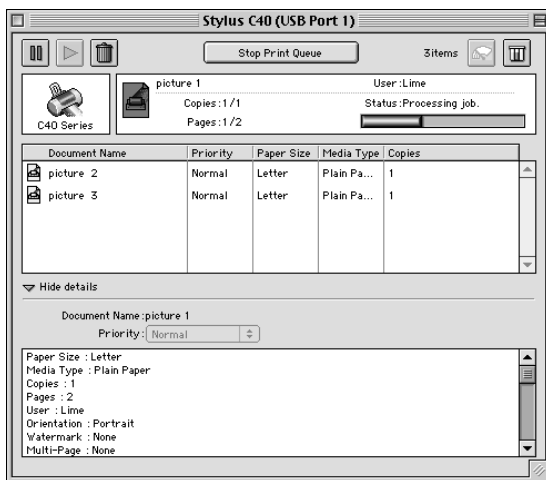 Stylus C40 (USB Port 1)
Stop Print Queue
3items
C40 Series
picture 1
User :Lime
Copies:1/1
Status:Processing job.
Pages:1/2
Document Name Priority Paper Size Media Type Copies
picture 2 Normal Letter Plain Pa... 1
picture 3 Normal Letter Plain Pa... 1
Hide details
Document Name:picture 1
Priority: Normal
Paper Size : Letter
Media Type : Plain Paper
Copies : 1
Pages : 2
User : Lime
Orientation : Portrait
Watermark : None
Multi-Page : None